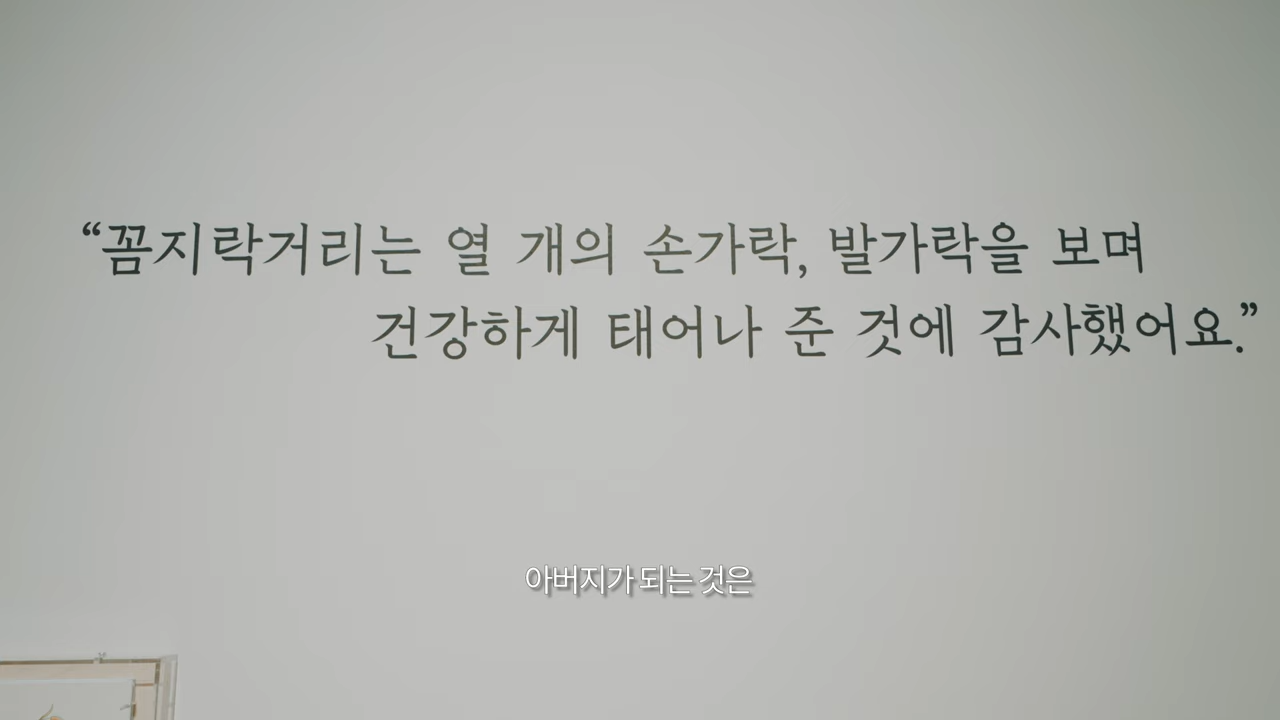 “꼼지락거리는 열 개의 손가락, 발가락을 보며
건강하게 태어나 준 것에 감사했어요.”
아버지가 되는 것은